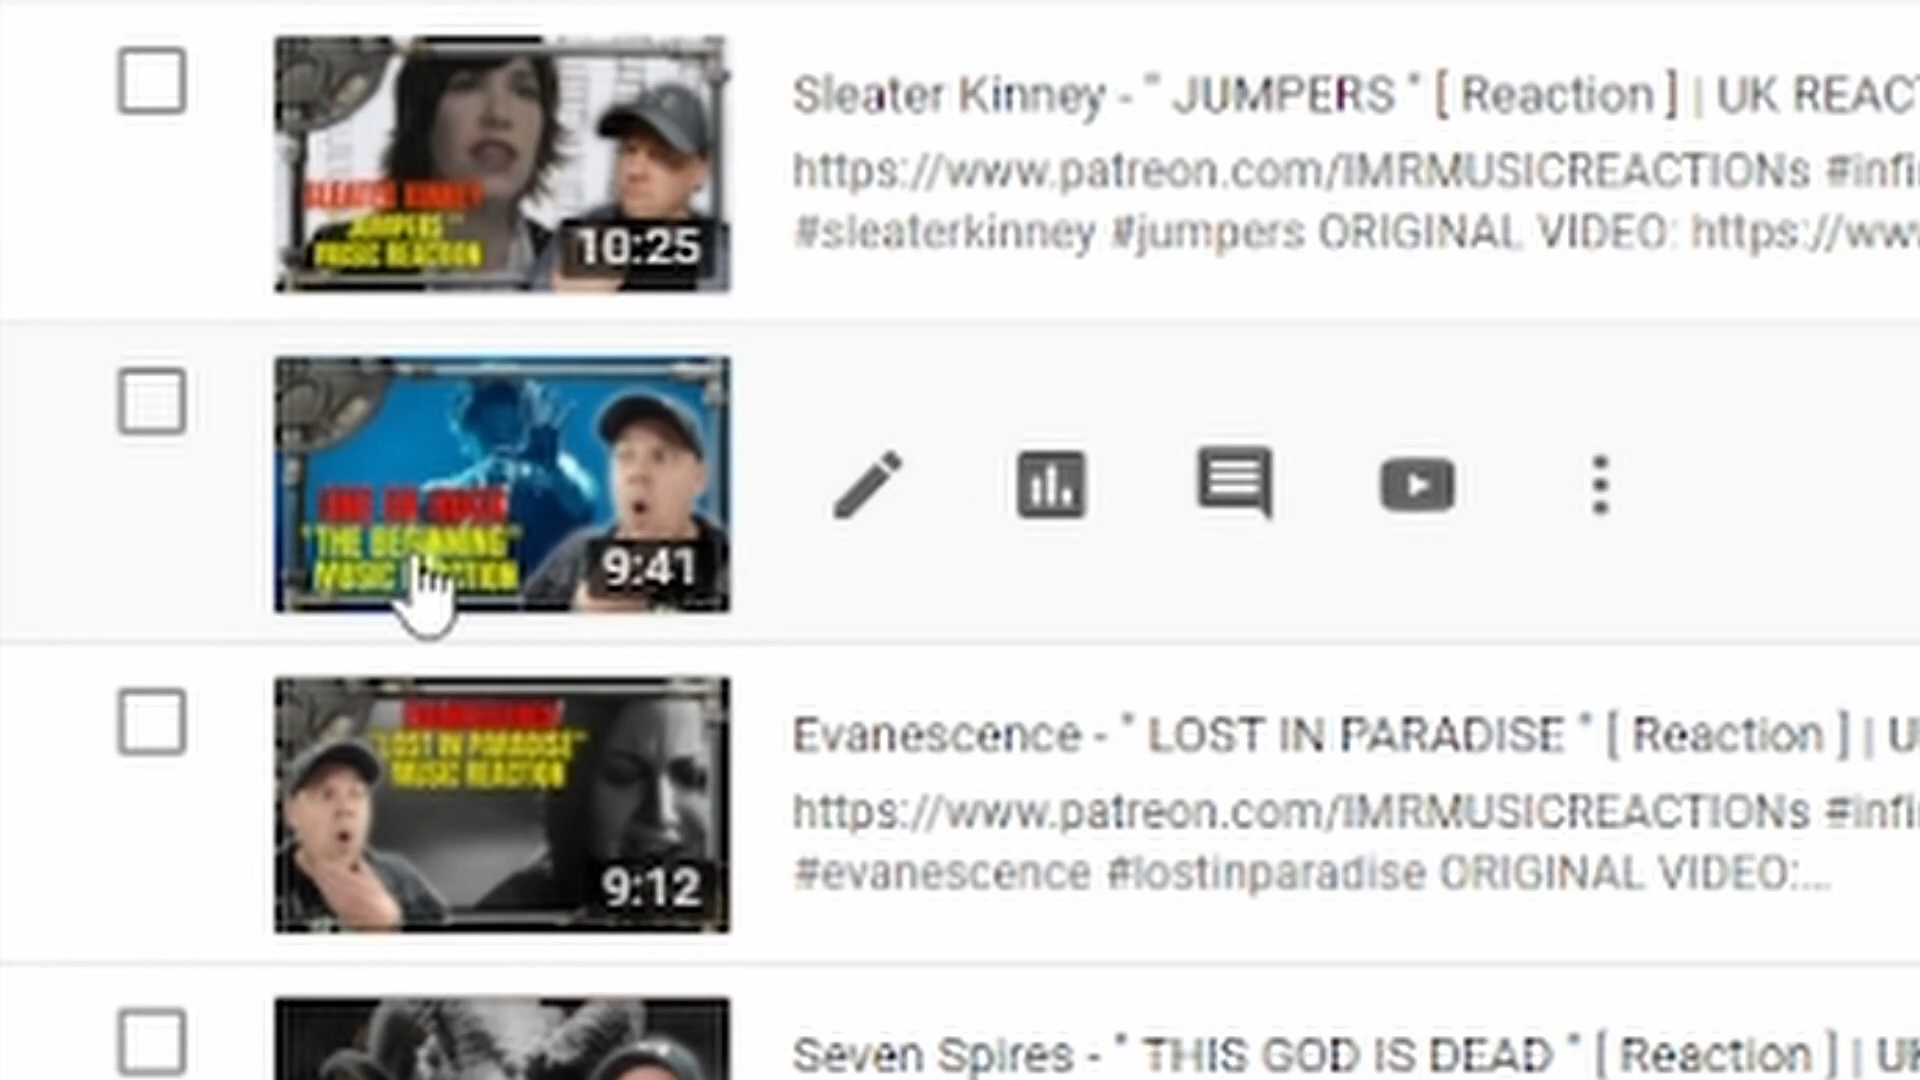 Sleater Kinney - " JUMPERS " [ Reaction ] | UK REAC
https://www.patreon.com/IMRMUSICREACTIONs #infi
#sleaterkinney #jumpers ORIGINAL VIDEO: https://www
SLEATER KINNEY
"JUMPERS"
MUSIC REACTION
10:25
"THE BEGINNING"
MUSIC REACTION
9:41
Evanescence - " LOST IN PARADISE " [ Reaction ] | U
https://www.patreon.com/IMRMUSICREACTIONs #infi
#evanescence #lostinparadise ORIGINAL VIDEO:...
"LOST IN PARADISE"
MUSIC REACTION
9:12
Seven Spires - " THIS GOD IS DEAD " [ Reaction ] | UK